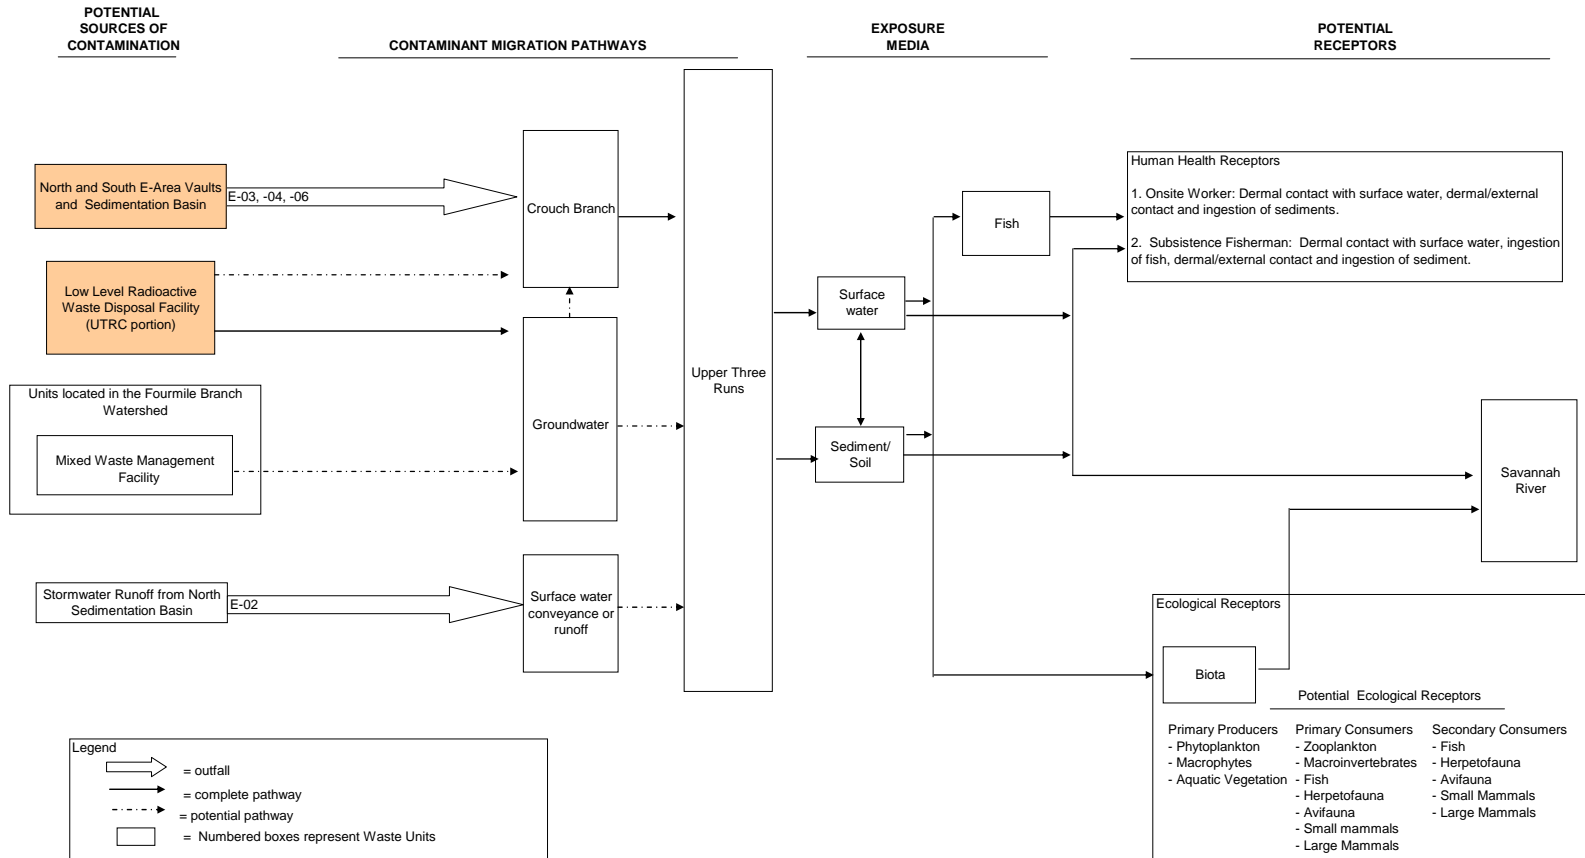 POTENTIAL
SOURCES OF
CONTAMINATION
CONTAMINANT MIGRATION PATHWAYS
EXPOSURE
MEDIA
POTENTIAL
RECEPTORS
North and South E-Area Vaults
and Sedimentation Basin
E-03, -04, -06
Crouch Branch
Low Level Radioactive
Waste Disposal Facility
(UTRC portion)
Units located in the Fourmile Branch
Watershed
Mixed Waste Management
Facility
Groundwater
Stormwater Runoff from North
Sedimentation Basin
E-02
Surface water
conveyance or
runoff
Upper Three
Runs
Surface
water
Sediment/
Soil
Fish
Human Health Receptors
1. Onsite Worker: Dermal contact with surface water, dermal/external
contact and ingestion of sediments.
2. Subsistence Fisherman: Dermal contact with surface water, ingestion
of fish, dermal/external contact and ingestion of sediment.
Savannah
River
Ecological Receptors
Biota
Potential Ecological Receptors
Primary Producers
- Phytoplankton
- Macrophytes
- Aquatic Vegetation
Primary Consumers
- Zooplankton
- Macroinvertebrates
- Fish
- Herpetofauna
- Avifauna
- Small mammals
- Large Mammals
Secondary Consumers
- Fish
- Herpetofauna
- Avifauna
- Small Mammals
- Large Mammals
Legend
= outfall
= complete pathway
= potential pathway
= Numbered boxes represent Waste Units